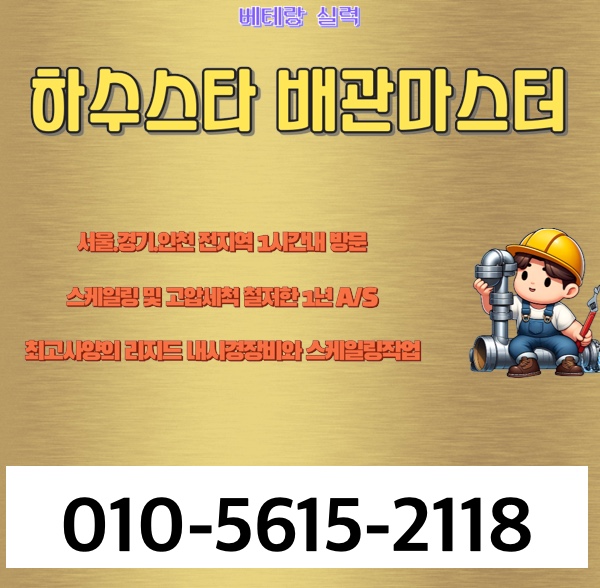 베테랑 실력
하수스타 배관마스터
서울,경기,인천 전지역 1시간내 방문
스케일링 및 고압세척 철저한 1년 A/S
최고사양의 리지드 내시경장비와 스케일링작업
010-5615-2118